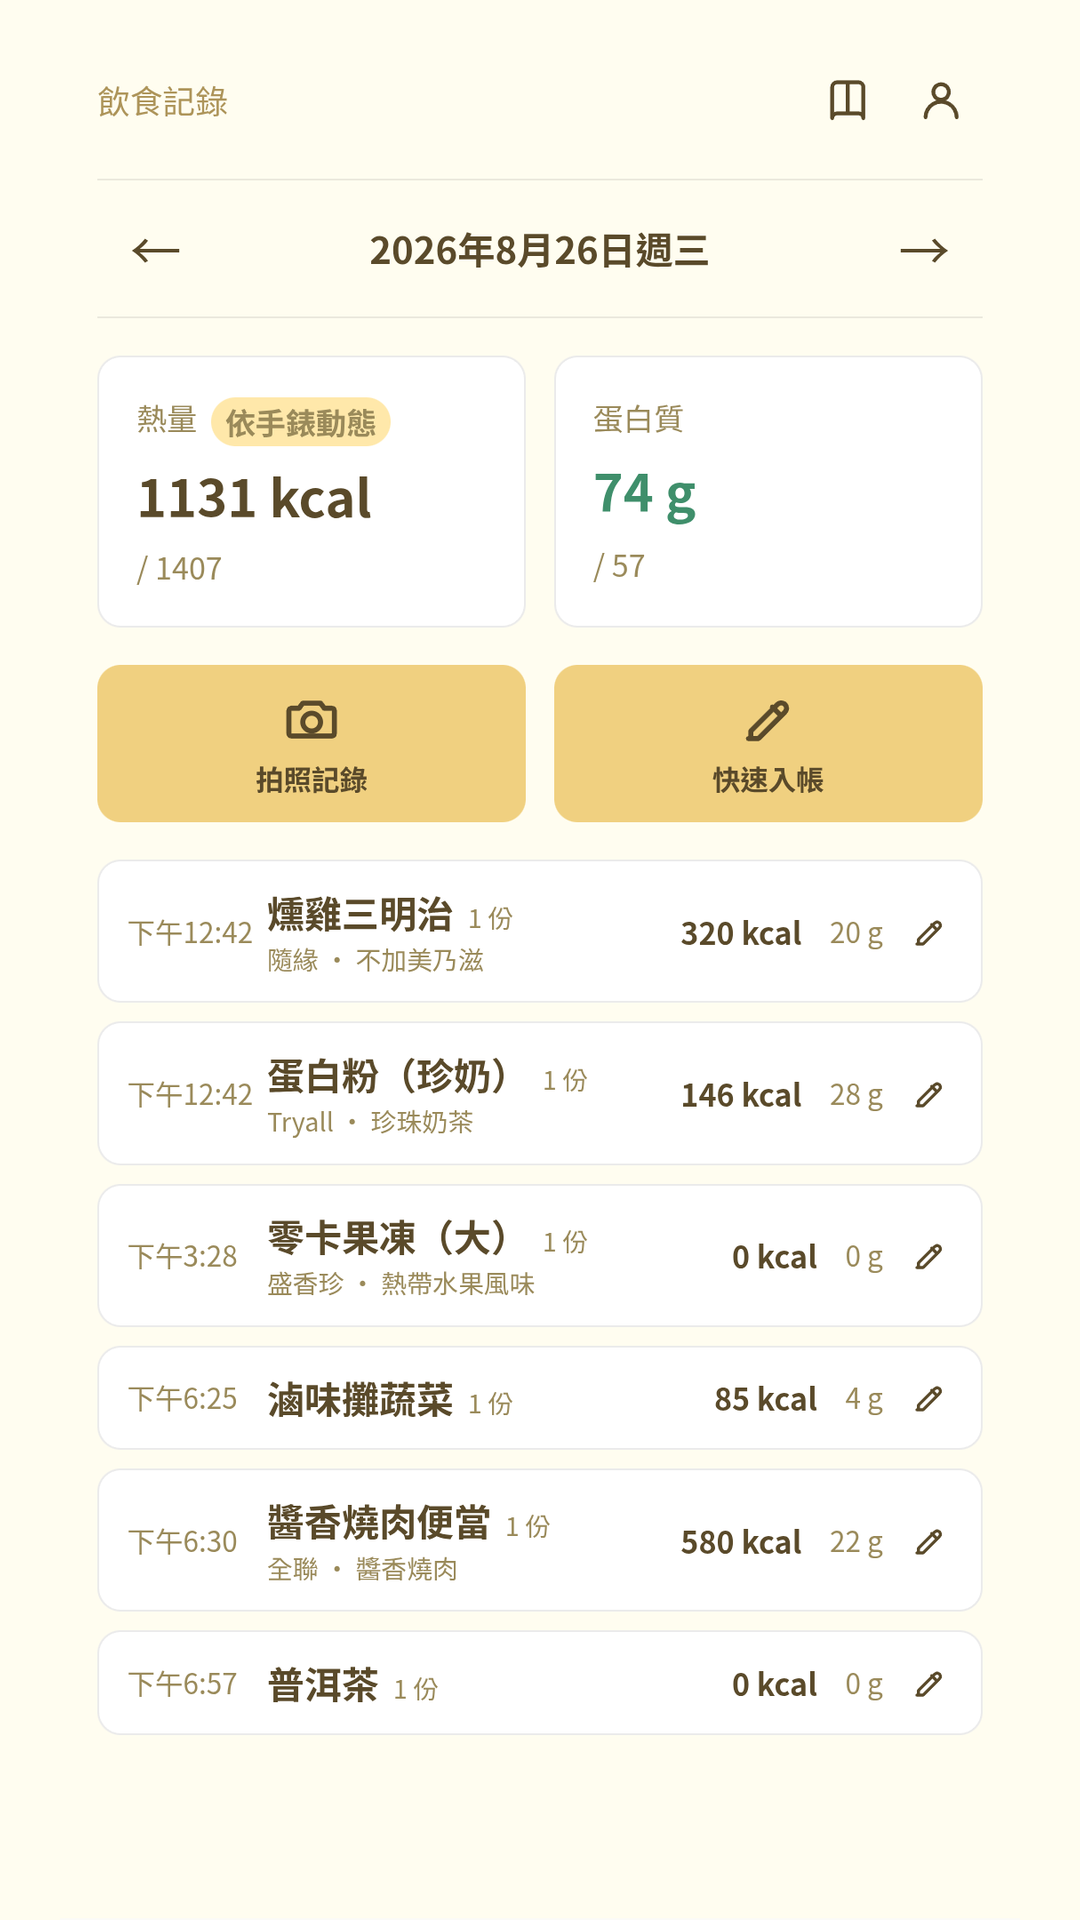 飲食記錄
2026年8月26日週三
熱量 依手錶動態
1131 kcal
/ 1407
蛋白質
74 g
/ 57
拍照記錄
快速入帳
下午12:42 燻雞三明治 1 份 320 kcal 20 g
隨緣 • 不加美乃滋
下午12:42 蛋白粉（珍奶） 1 份 146 kcal 28 g
Tryall • 珍珠奶茶
下午3:28 零卡果凍（大） 1 份 0 kcal 0 g
盛香珍 • 熱帶水果風味
下午6:25 滷味攤蔬菜 1 份 85 kcal 4 g
下午6:30 醬香燒肉便當 1 份 580 kcal 22 g
全聯 • 醬香燒肉
下午6:57 普洱茶 1 份 0 kcal 0 g